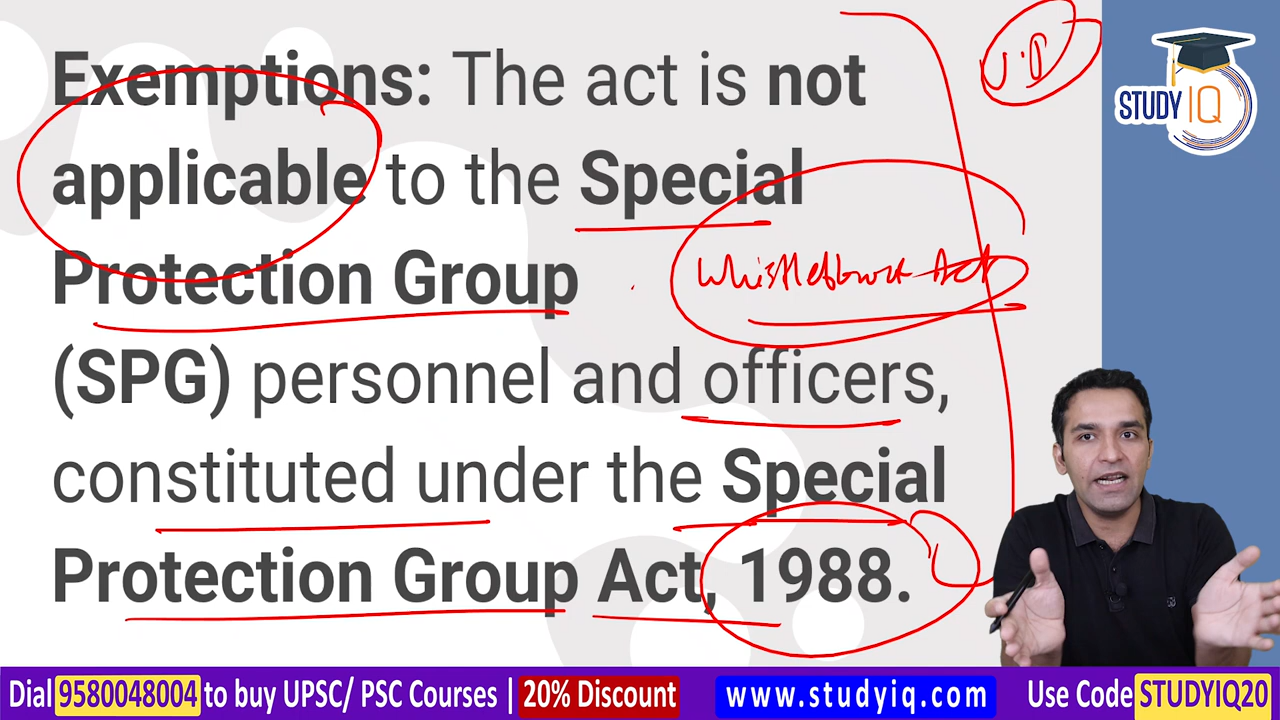 Exemptions: The act is not
applicable to the Special
Protection Group
(SPG) personnel and officers,
constituted under the Special
Protection Group Act, 1988.
Whistleblower Act
STUDY IQ
Dial 9580048004 to buy UPSC/ PSC Courses | 20% Discount
www.studyiq.com
Use Code STUDYIQ20